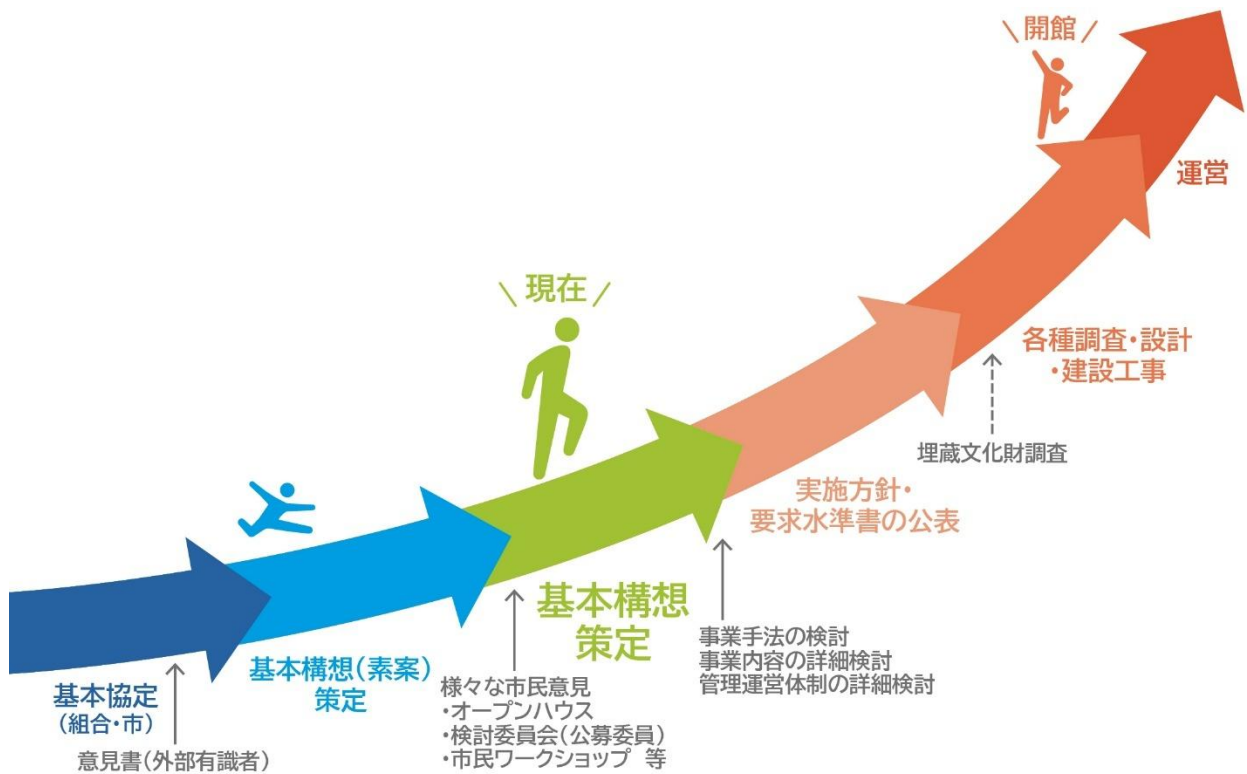 \ 開館 /
運営
\ 現在 /
各種調査・設計
・建設工事
埋蔵文化財調査
実施方針・
要求水準書の公表
基本構想
策定
事業手法の検討
事業内容の詳細検討
管理運営体制の詳細検討
基本構想(素案)
策定
様々な市民意見
・オープンハウス
・検討委員会(公募委員)
・市民ワークショップ 等
基本協定
(組合・市)
意見書(外部有識者)